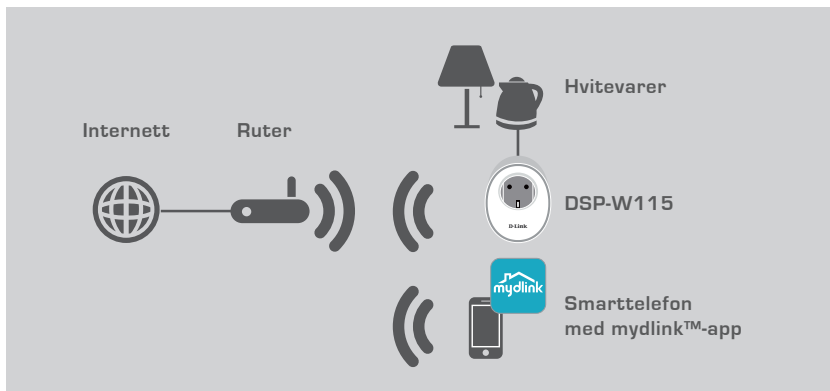 Hvitevarer
Internett
Ruter
DSP-W115
D-Link
mydlink
Smarttelefon
med mydlink™-app